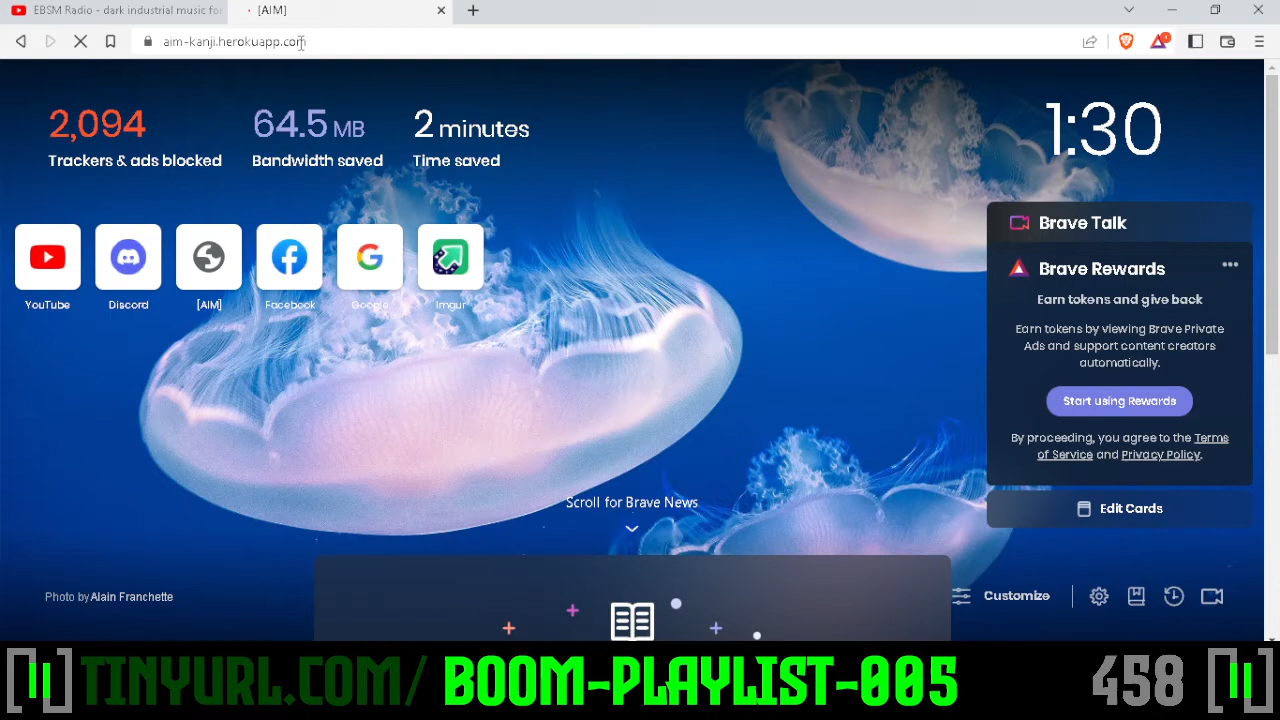 EBSM Radio - dark industrial music for
[AIM]
aim-kanji.herokuapp.com
2,094
Trackers & ads blocked
64.5 MB
Bandwidth saved
2 minutes
Time saved
1:30
YouTube
Discord
[AIM]
Facebook
Google
Imgur
Brave Talk
Brave Rewards
Earn tokens and give back
Earn tokens by viewing Brave Private
Ads and support content creators
automatically.
Start using Rewards
By proceeding, you agree to the Terms
of Service and Privacy Policy.
Edit Cards
Scroll for Brave News
Photo by Alain Franchette
Customize
TINYURL.COM/ BOOM-PLAYLIST-005
458